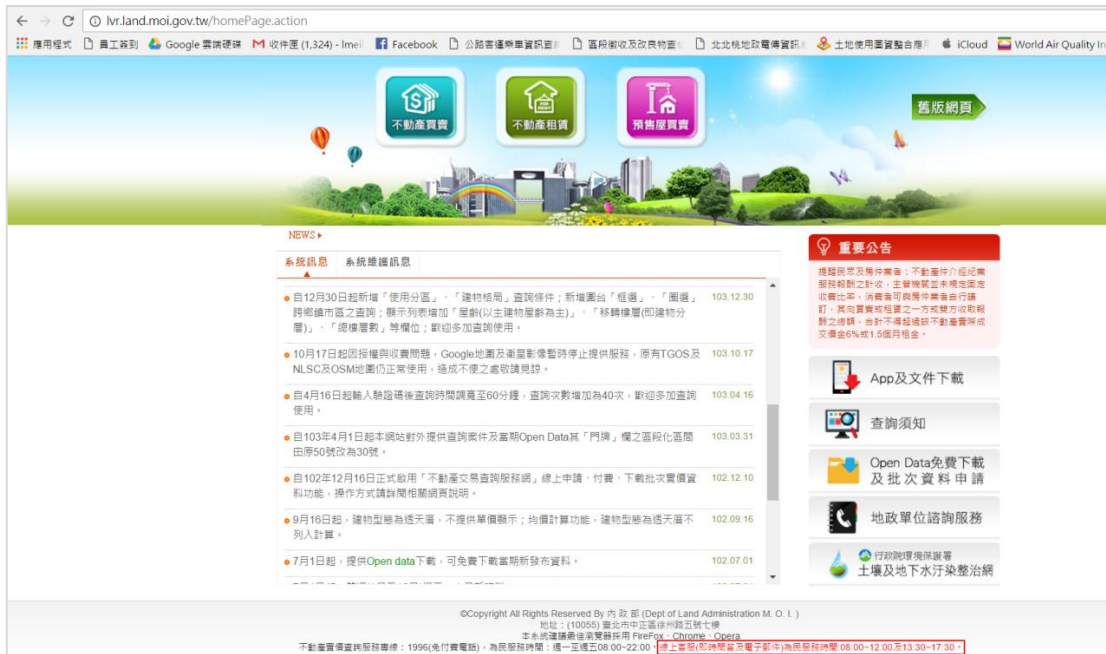 lvr.land.moi.gov.tw/homePage.action
應用程式 員工簽到 Google 雲端硬碟 收件匣 (1,324) - lmei Facebook 公路客運乘車資訊查 區段徵收及改良物查 北北桃地政電傳資訊 土地使用圖資整合應 iCloud World Air Quality In
不動產買賣 不動產租賃 預售屋買賣
舊版網頁
NEWS
系統訊息 系統維護訊息
自12月30日起新增「使用分區」、「建物格局」查詢條件；新增圖台「框選」、「圈選」 103.12.30
跨鄉鎮市區之查詢；顯示列表增加「屋齡(以主建物屋齡為主)」、「移轉樓層(即建物分
層)」、「總樓層數」等欄位；歡迎多加查詢使用。
10月17日起因授權與收費問題，Google地圖及衛星影像暫時停止提供服務，原有TGOS及 103.10.17
NLSC及OSM地圖仍正常使用，造成不便之處敬請見諒。
自4月16日起輸入驗證碼後查詢時間調寬至60分鐘，查詢次數增加為40次，歡迎多加查詢 103.04.16
使用。
自103年4月1日起本網站對外提供查詢案件及當期Open Data其「門牌」欄之區段化區間 103.03.31
由原50號改為30號。
自102年12月16日正式啟用「不動產交易查詢服務網」線上申請、付費、下載批次實價資 102.12.10
料功能，操作方式請詳閱相關網頁說明。
9月16日起，建物型態為透天厝，不提供單價顯示；均價計算功能，建物型態為透天厝不 102.09.16
列入計算。
7月1日起，提供Open data下載，可免費下載當期新發布資料。 102.07.01
重要公告
提醒民眾及房仲業者：不動產仲介經紀業
服務報酬之計收，主管機關並未規定固定
收費比率，消費者可與房仲業者自行議
訂，其向買賣或租賃之一方或雙方收取報
酬之總額，合計不得超過該不動產實際成
交價金6%或1.5個月租金。
App及文件下載
查詢須知
Open Data免費下載
及批次資料申請
地政單位諮詢服務
行政院環境保護署
土壤及地下水汙染整治網
©Copyright All Rights Reserved By 內 政 部 (Dept of Land Administration M. O. I. )
地址：(10055) 臺北市中正區徐州路五號七樓
本系統建議最佳瀏覽器採用 FireFox、Chrome、Opera
不動產實價查詢服務專線：1996(免付費電話)，為民服務時間：週一至週五08:00~22:00，線上客服(即時問答及電子郵件)為民服務時間:08:00~12:00及13:30~17:30。